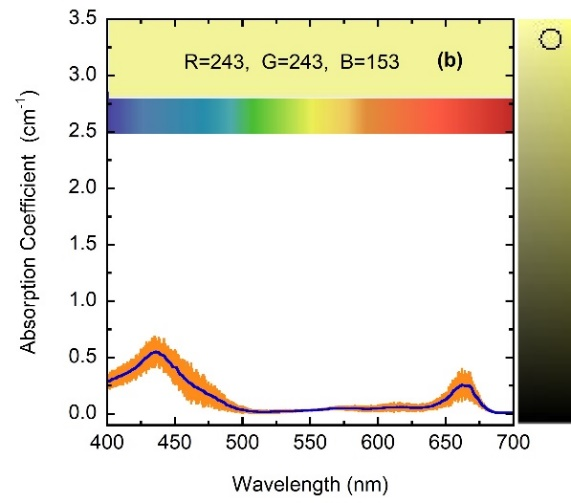 3.5
R=243, G=243, B=153 (b)
3.0
2.5
2.0
1.5
1.0
0.5
0.0
Absorption Coefficient (cm⁻¹)
400 450 500 550 600 650 700
Wavelength (nm)